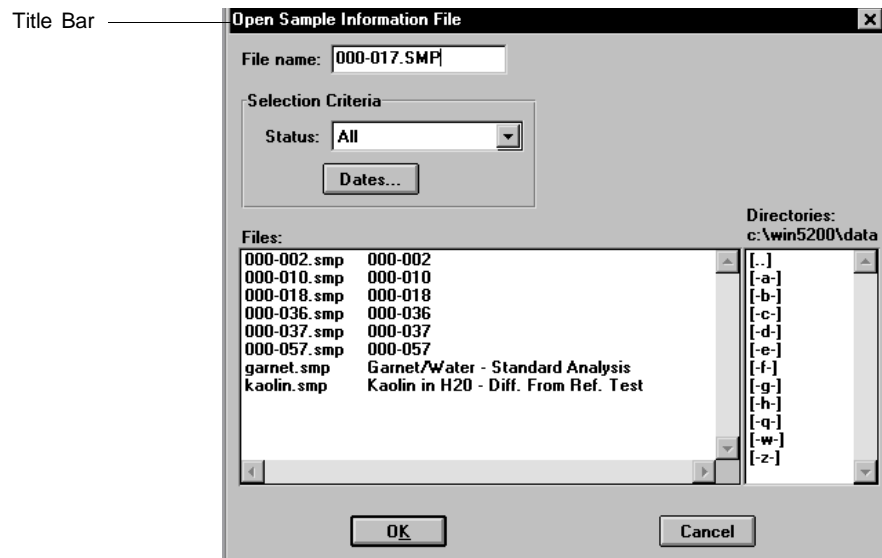 Title Bar
Open Sample Information File
File name: 000-017.SMP
Selection Criteria
Status: All
Dates...
Directories:
c:\win5200\data
Files:
000-002.smp 000-002
000-010.smp 000-010
000-018.smp 000-018
000-036.smp 000-036
000-037.smp 000-037
000-057.smp 000-057
garnet.smp Garnet/Water - Standard Analysis
kaolin.smp Kaolin in H20 - Diff. From Ref. Test
[..]
[-a-]
[-b-]
[-c-]
[-d-]
[-e-]
[-f-]
[-g-]
[-h-]
[-q-]
[-w-]
[-z-]
OK
Cancel